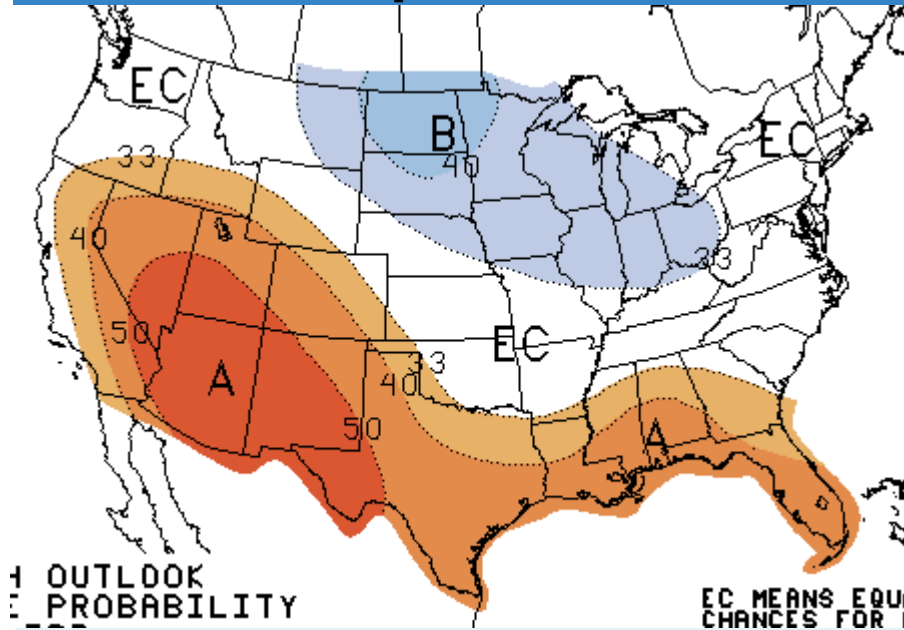 EC
33
40
50
A
B
40
33
EC
EC
33
40
50
A
OUTLOOK
PROBABILITY
EC MEANS EQU
CHANCES FOR